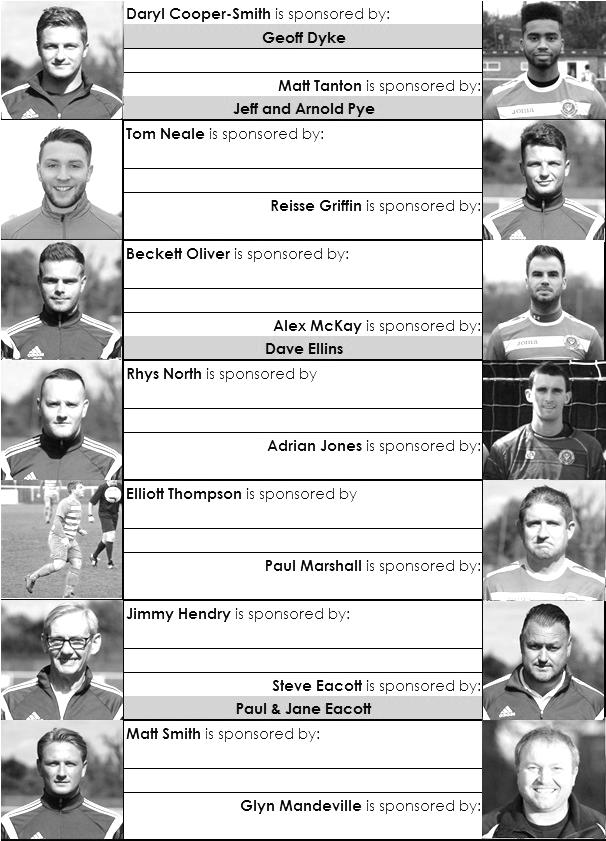 Daryl Cooper-Smith is sponsored by:
Geoff Dyke
Matt Tanton is sponsored by:
Jeff and Arnold Pye
Tom Neale is sponsored by:
Reisse Griffin is sponsored by:
Beckett Oliver is sponsored by:
Alex McKay is sponsored by:
Dave Ellins
Rhys North is sponsored by
Adrian Jones is sponsored by:
Elliott Thompson is sponsored by
Paul Marshall is sponsored by:
Jimmy Hendry is sponsored by:
Steve Eacott is sponsored by:
Paul & Jane Eacott
Matt Smith is sponsored by:
Glyn Mandeville is sponsored by: